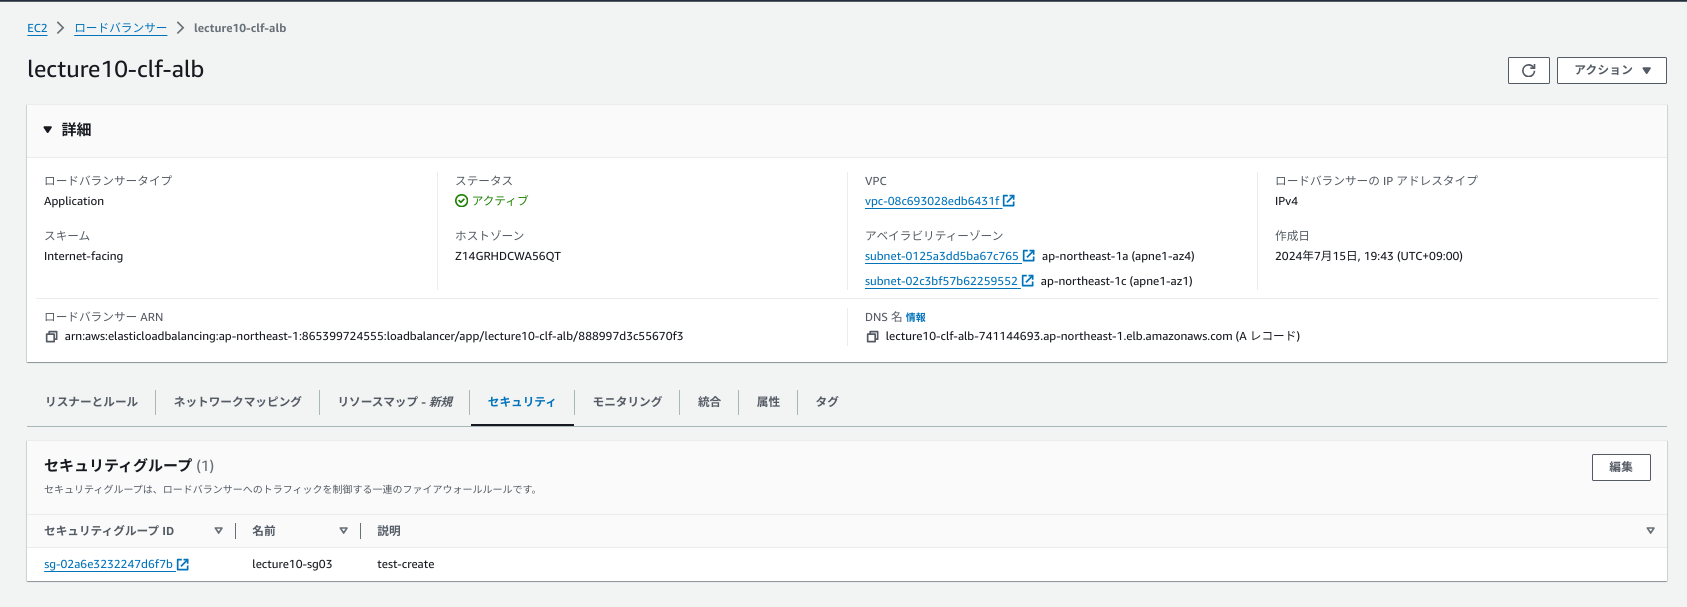 EC2 > ロードバランサー > lecture10-clf-alb
lecture10-clf-alb
アクション
詳細
ロードバランサータイプ
Application
ステータス
アクティブ
VPC
vpc-08c693028edb6431f
ロードバランサーの IP アドレスタイプ
IPv4
スキーム
Internet-facing
ホストゾーン
Z14GRHDCWA56QT
アベイラビリティーゾーン
subnet-0125a3dd5ba67c765 ap-northeast-1a (apne1-az4)
subnet-02c3bf57b62259552 ap-northeast-1c (apne1-az1)
作成日
2024年7月15日, 19:43 (UTC+09:00)
ロードバランサー ARN
arn:aws:elasticloadbalancing:ap-northeast-1:865399724555:loadbalancer/app/lecture10-clf-alb/888997d3c55670f3
DNS 名 情報
lecture10-clf-alb-741144693.ap-northeast-1.elb.amazonaws.com (A レコード)
リスナーとルール ネットワークマッピング リソースマップ - 新規 セキュリティ モニタリング 統合 属性 タグ
セキュリティグループ (1)
編集
セキュリティグループは、ロードバランサーへのトラフィックを制御する一連のファイアウォールルールです。
セキュリティグループ ID 名前 説明
sg-02a6e3232247d6f7b lecture10-sg03 test-create